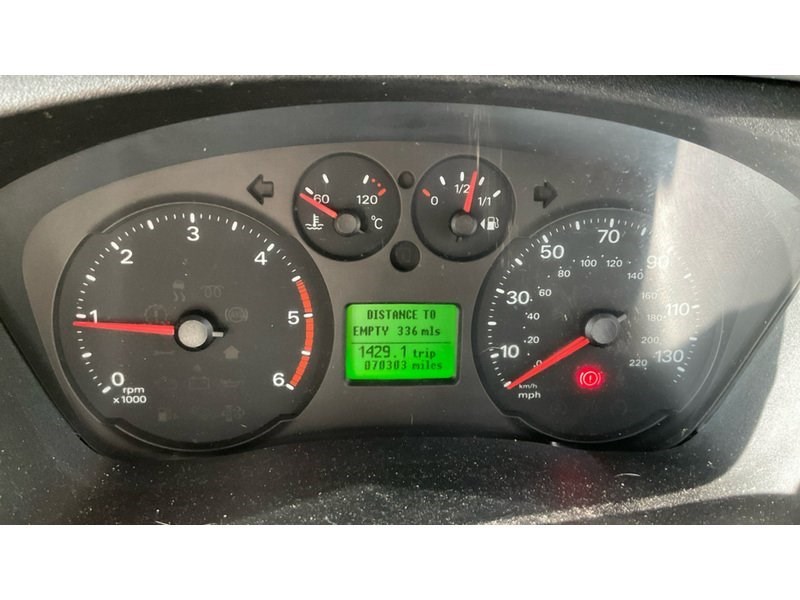 60 120
°C
0 1/2 1/1
0 1 2 3 4 5 6
rpm
x 1000
DISTANCE TO
EMPTY 336 mls
1429.1 trip
070303 miles
10 30 50 70 90 110 130
0 20 40 60 80 100 120 140 160 180 200 220
km/h
mph